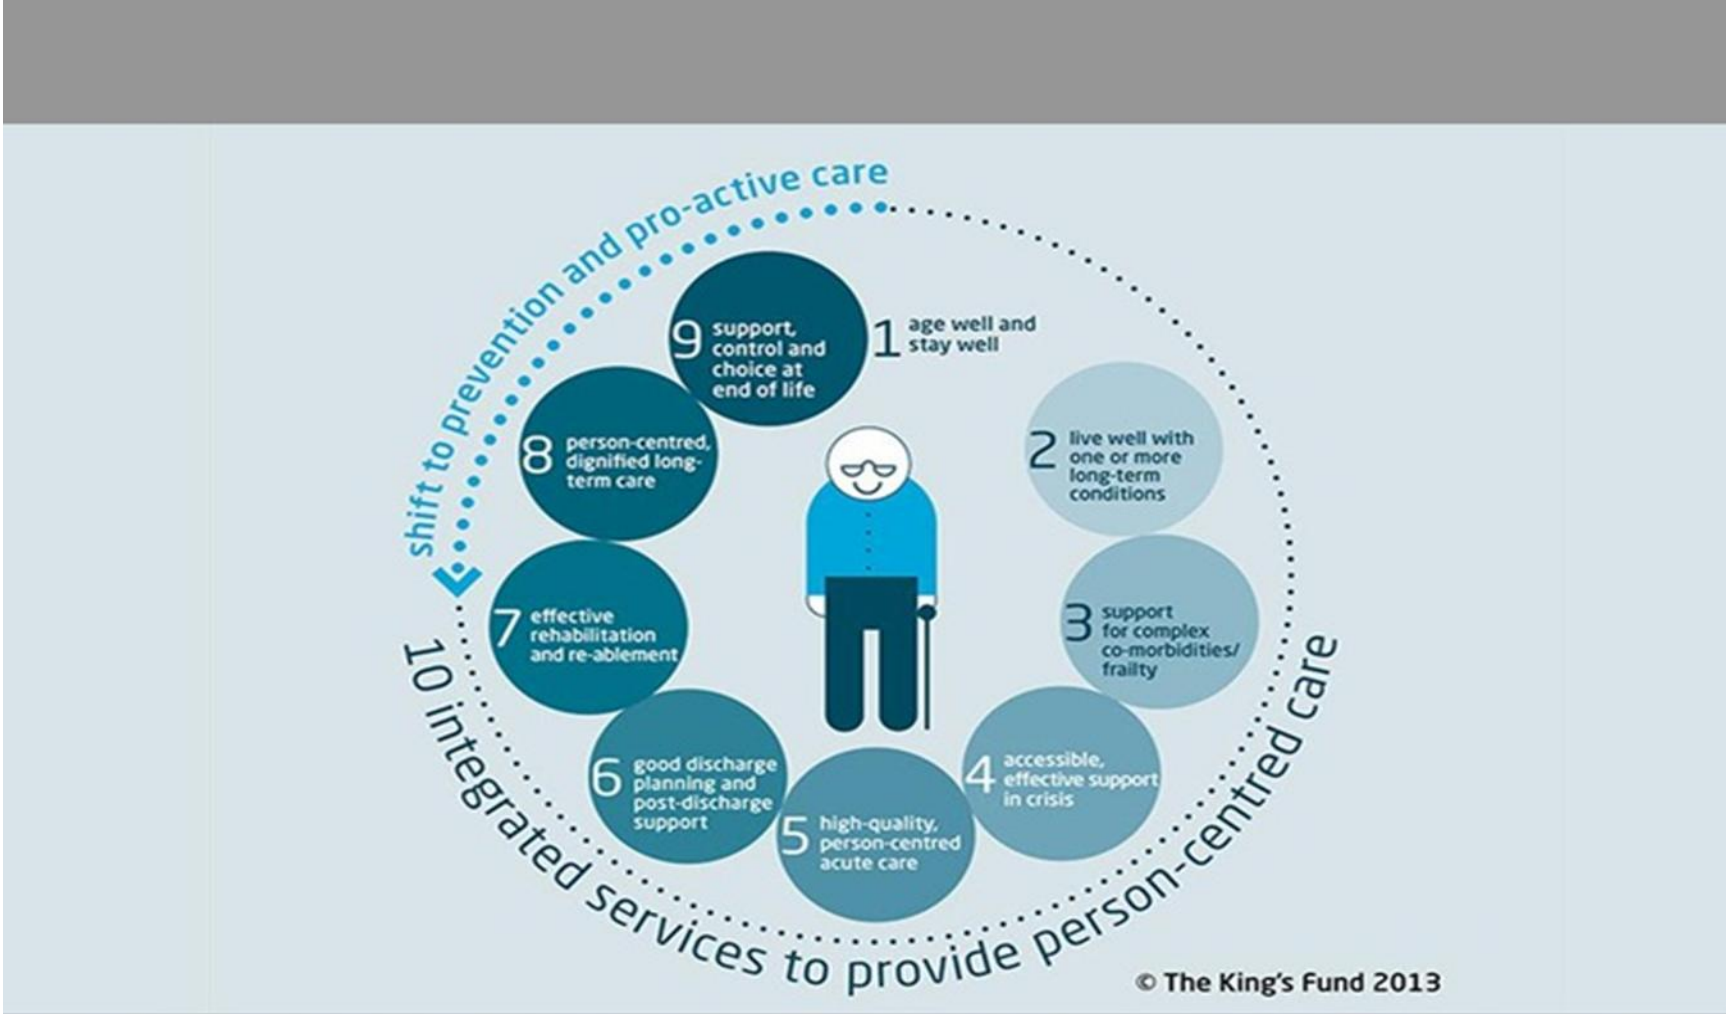 shift to prevention and pro-active care
1 age well and
stay well
2 live well with
one or more
long-term
conditions
3 support
for complex
co-morbidities/
frailty
4 accessible,
effective support
in crisis
5 high-quality,
person-centred
acute care
6 good discharge
planning and
post-discharge
support
7 effective
rehabilitation
and re-ablement
8 person-centred,
dignified long-
term care
9 support,
control and
choice at
end of life
10 integrated services to provide person-centred care
© The King's Fund 2013